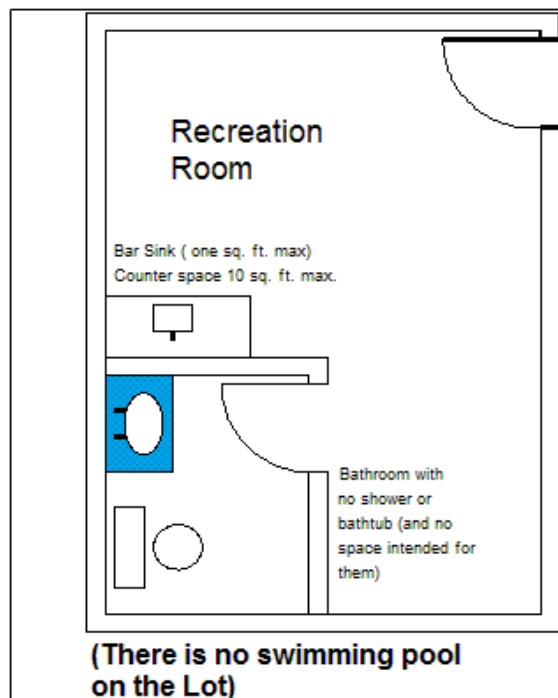 Recreation
Room
Bar Sink ( one sq. ft. max)
Counter space 10 sq. ft. max.
Bathroom with
no shower or
bathtub (and no
space intended for
them)
(There is no swimming pool
on the Lot)